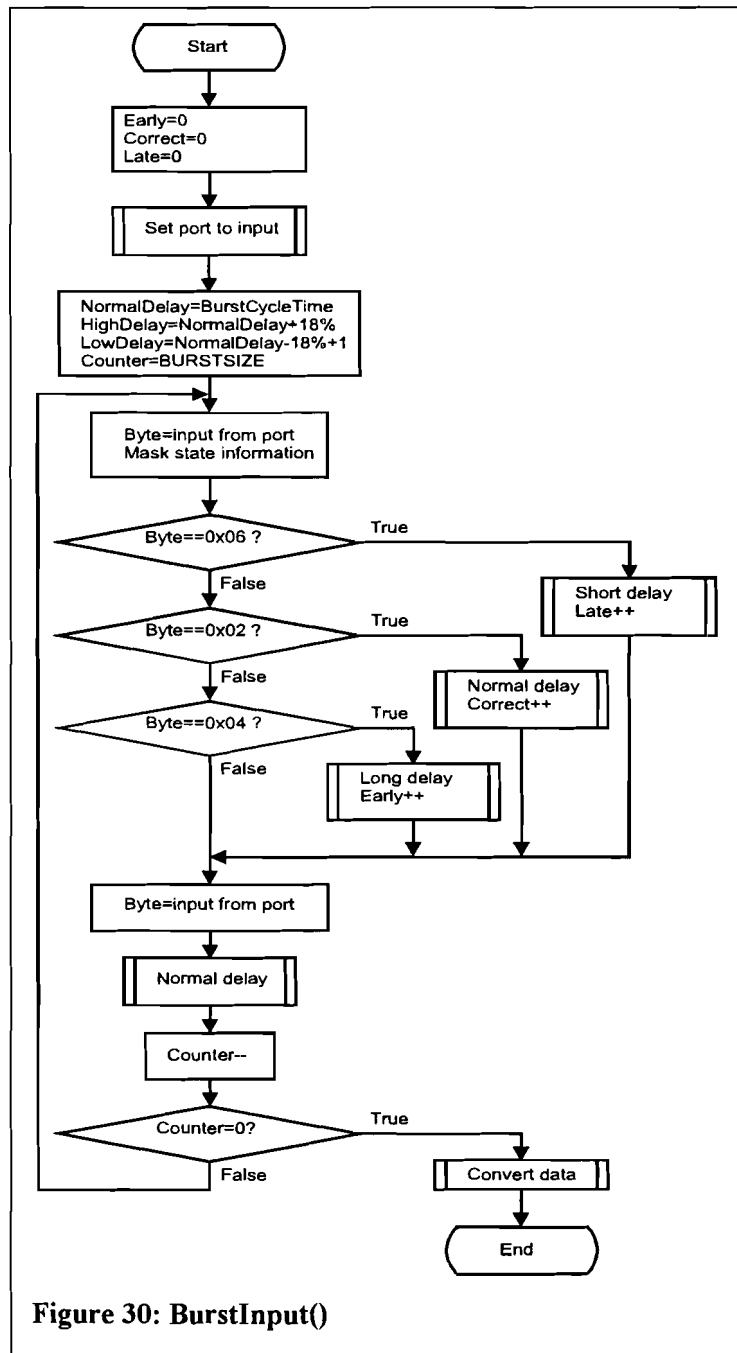 Start
Early=0
Correct=0
Late=0
Set port to input
NormalDelay=BurstCycleTime
HighDelay=NormalDelay+18%
LowDelay=NormalDelay-18%+1
Counter=BURSTSIZE
Byte=input from port
Mask state information
Byte==0x06 ?
True
False
Short delay
Late++
Byte==0x02 ?
True
False
Normal delay
Correct++
Byte==0x04 ?
True
False
Long delay
Early++
Byte=input from port
Normal delay
Counter--
Counter=0?
True
False
Convert data
End
Figure 30: BurstInput()